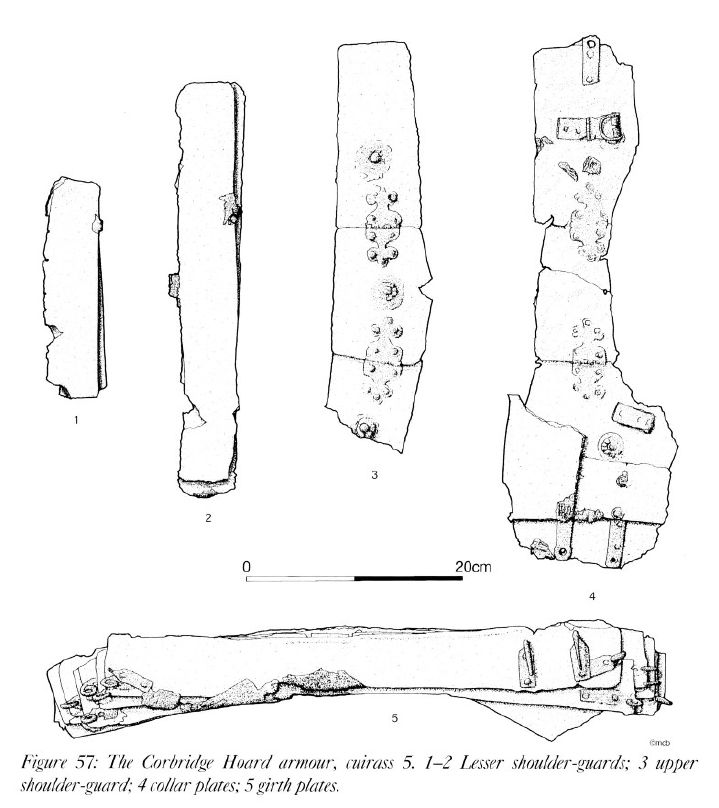 1
2
3
4
0
20cm
5
©mcb
Figure 57: The Corbridge Hoard armour, cuirass 5. 1–2 Lesser shoulder-guards; 3 upper
shoulder-guard; 4 collar plates; 5 girth plates.